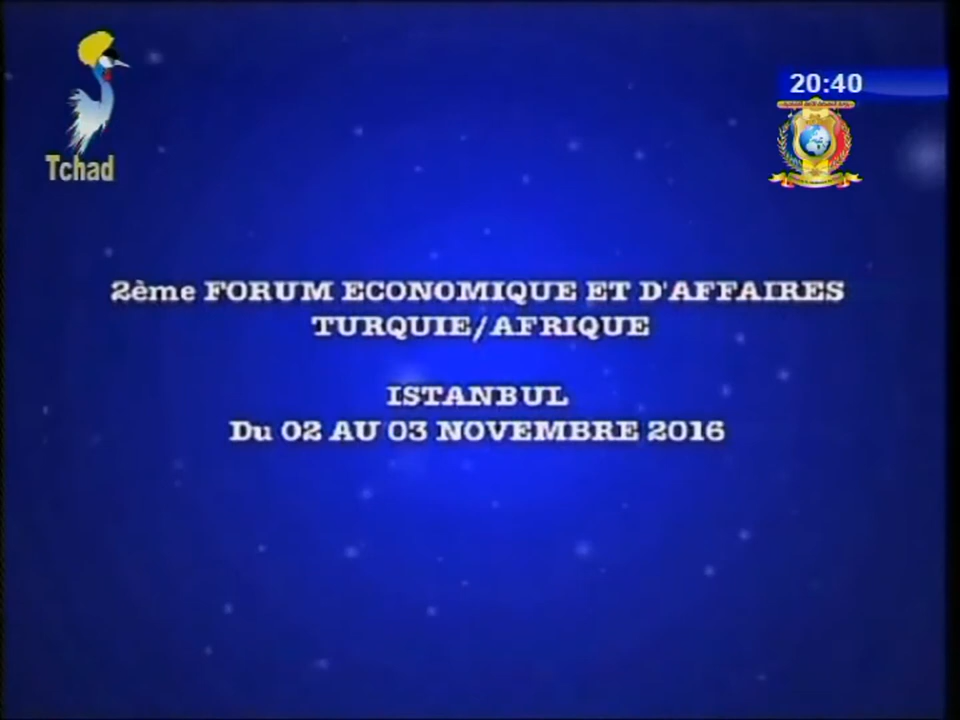 Tchad
20:40
2ème FORUM ECONOMIQUE ET D'AFFAIRES
TURQUIE/AFRIQUE
ISTANBUL
Du 02 AU 03 NOVEMBRE 2016